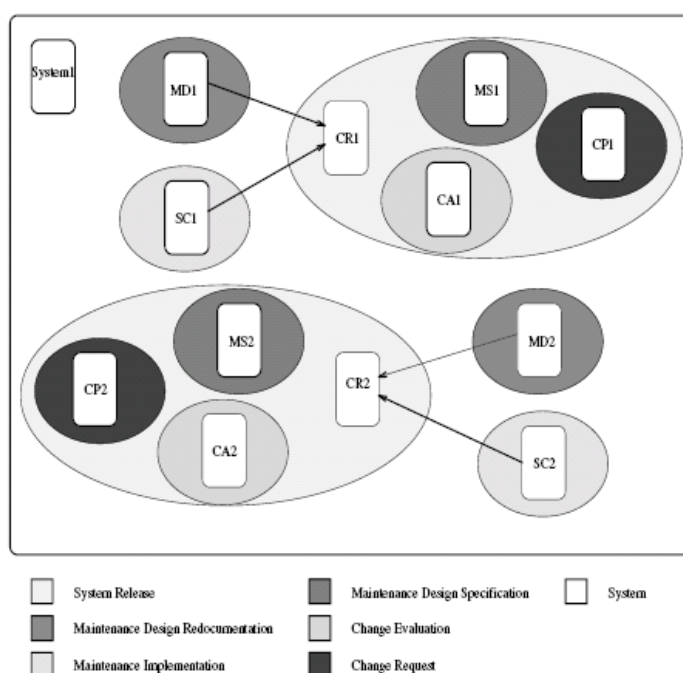 System1
MD1
MS1
CR1
CP1
CA1
SC1
MS2
MD2
CR2
CP2
CA2
SC2
System Release
Maintenance Design Specification
System
Maintenance Design Redocumentation
Change Evaluation
Maintenance Implementation
Change Request